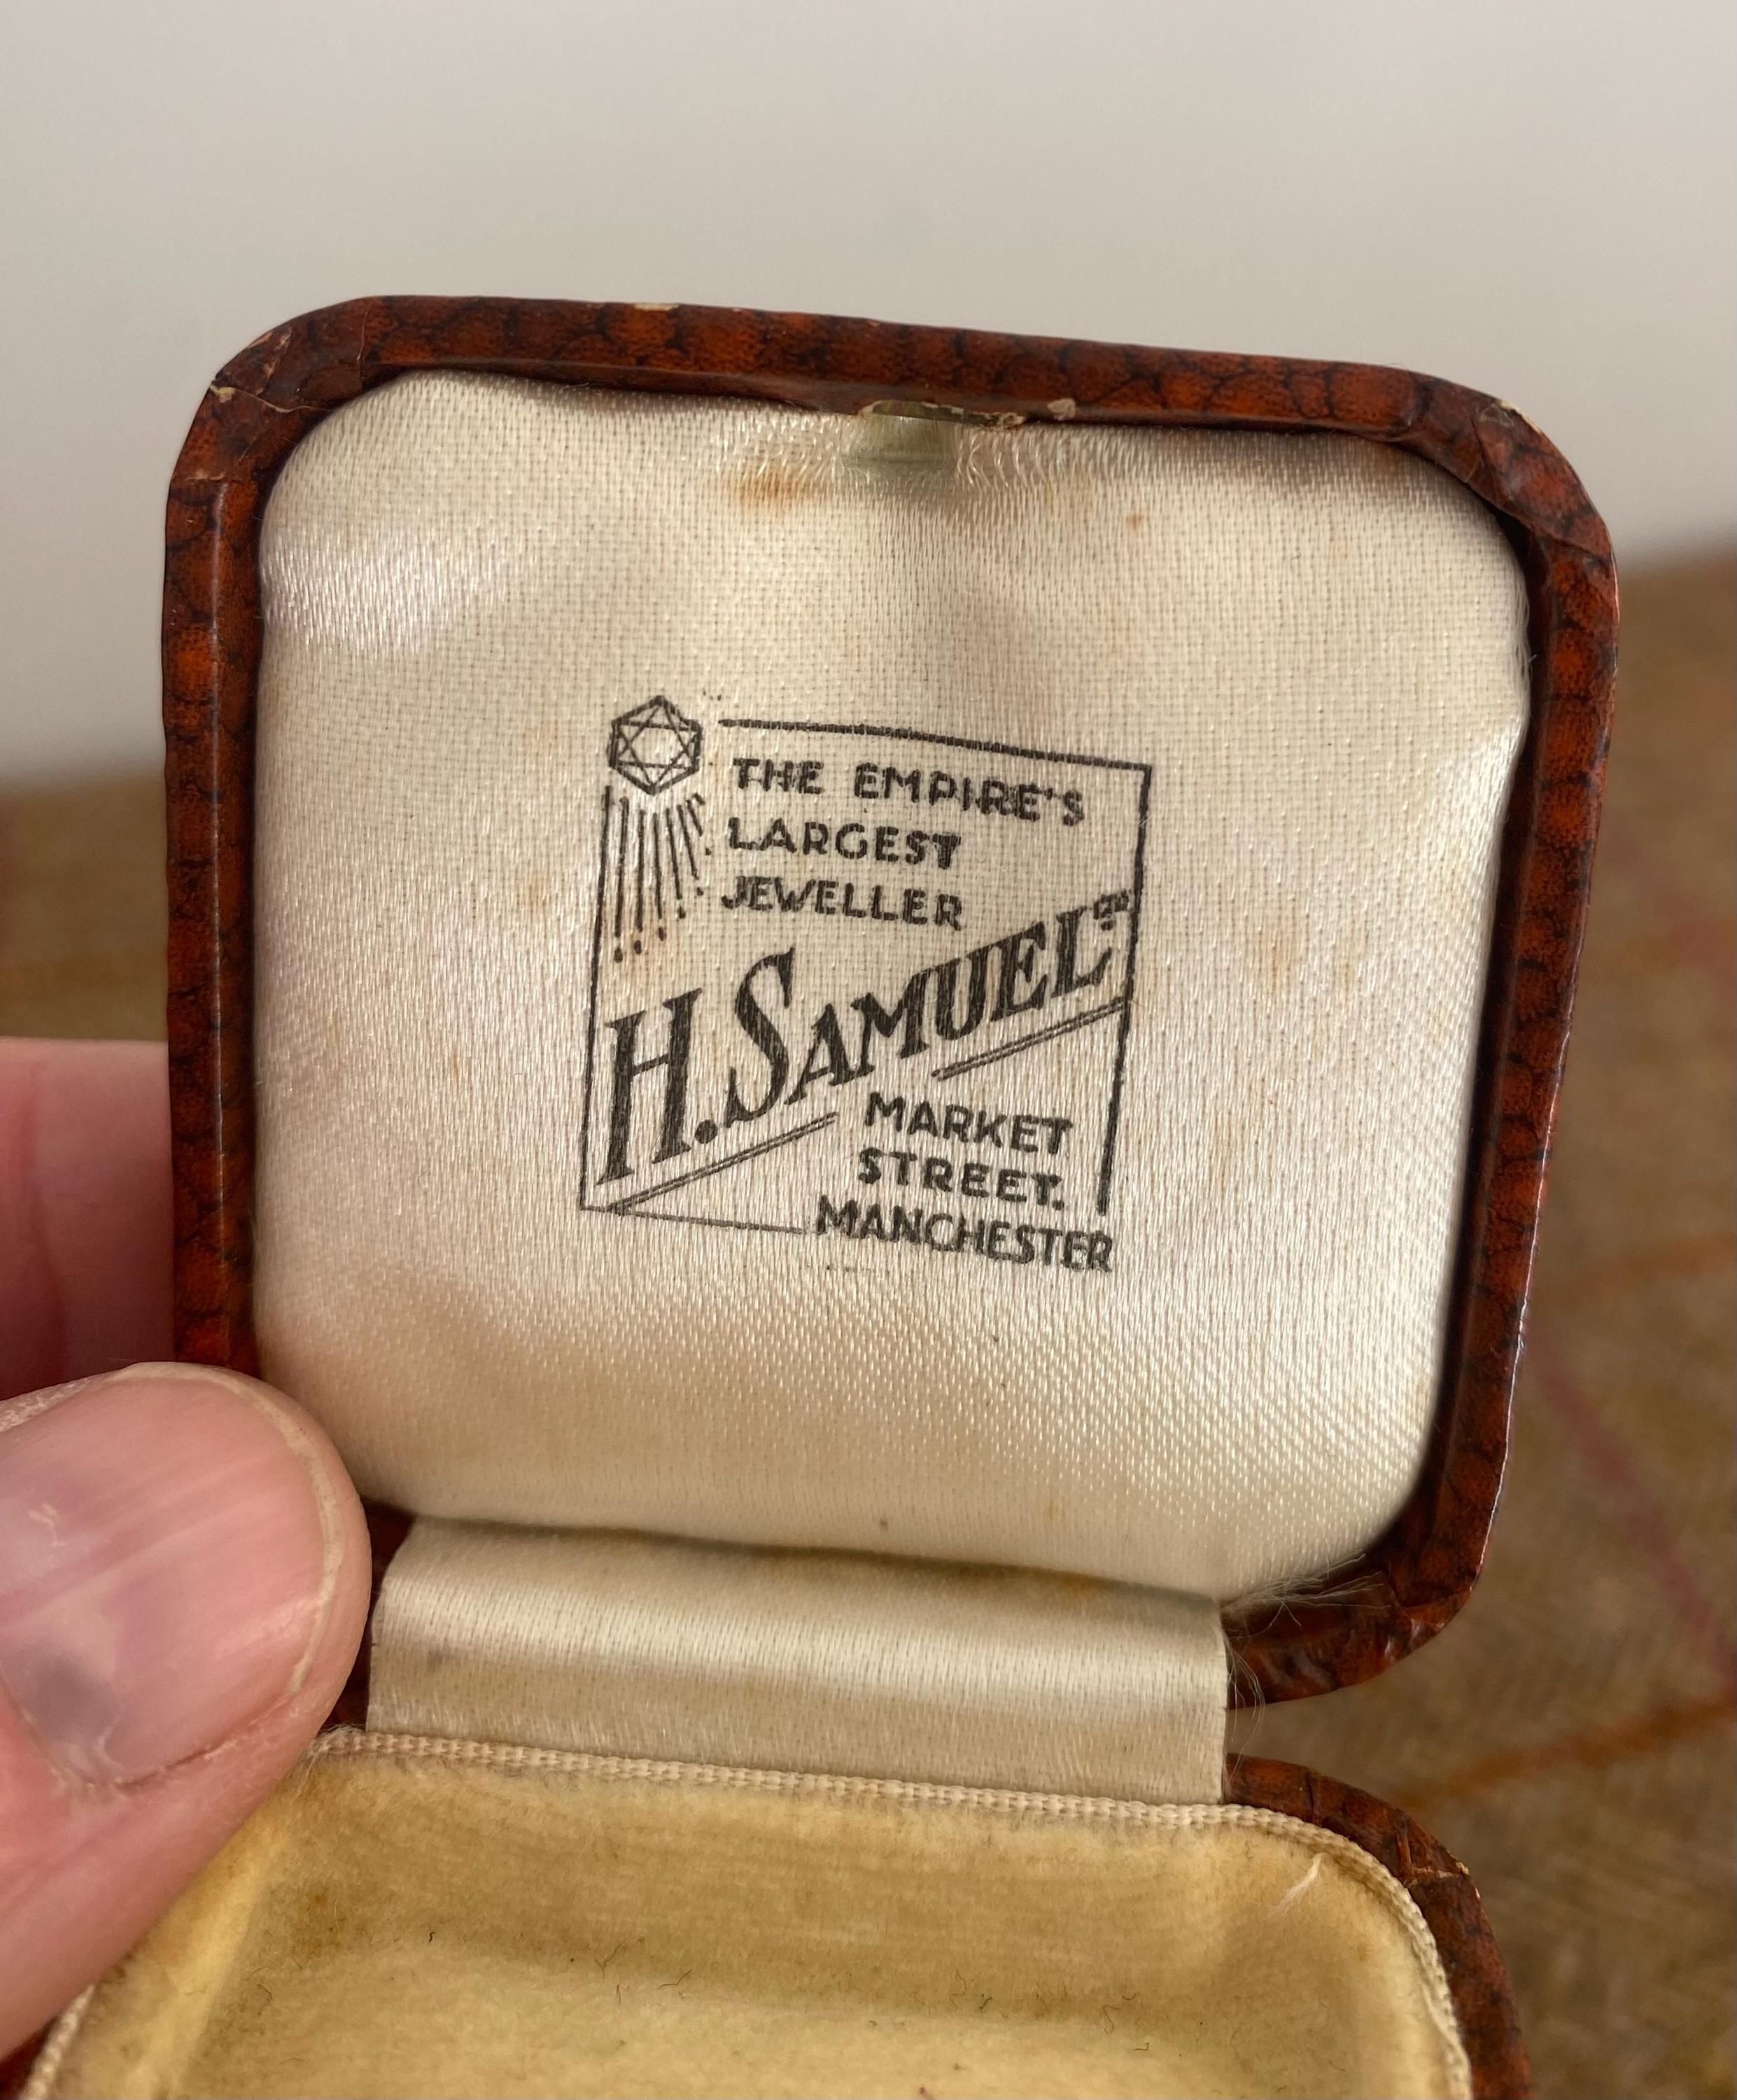 THE EMPIRE'S
LARGEST
JEWELLER
H. SAMUEL LTD
MARKET
STREET.
MANCHESTER